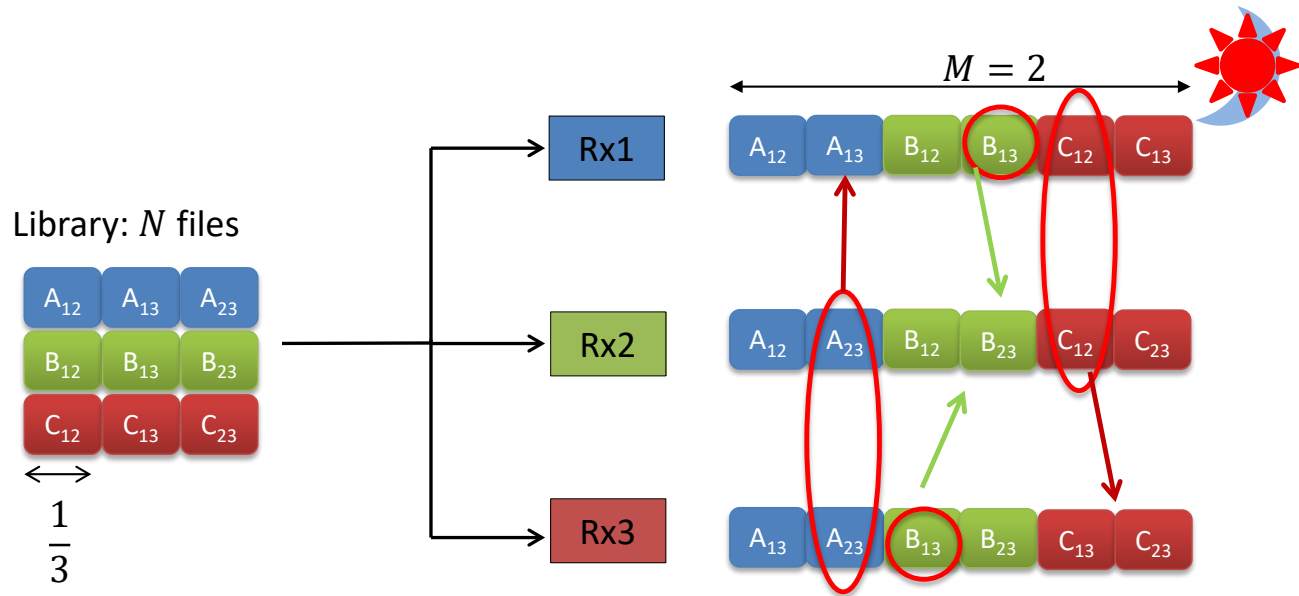 M = 2
A12 A13 B12 B13 C12 C13
Rx1
Library: N files
A12 A13 A23
B12 B13 B23
C12 C13 C23
1
3
Rx2
A12 A23 B12 B23 C12 C23
Rx3
A13 A23 B13 B23 C13 C23